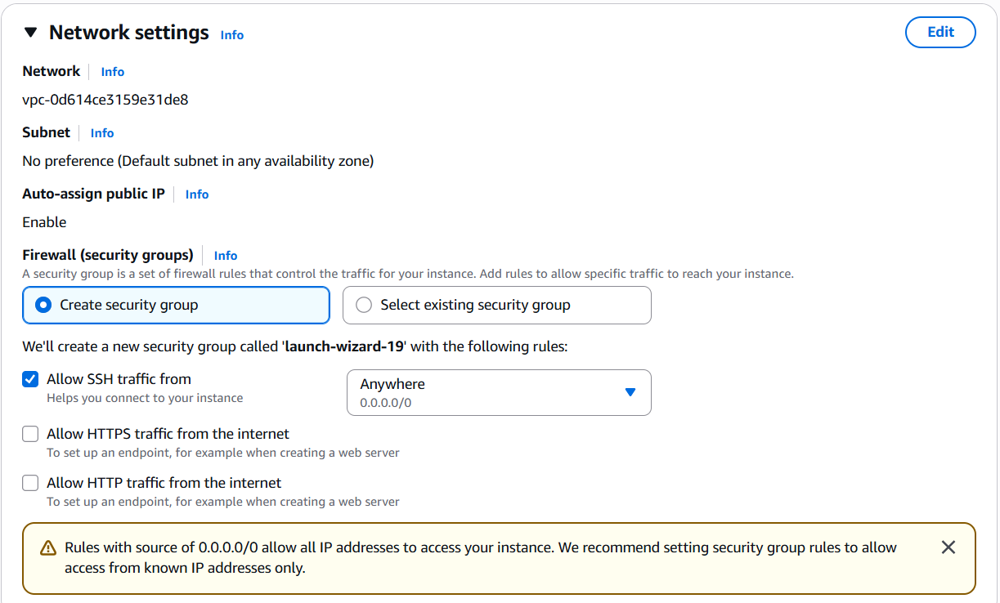 Network settings Info
Edit
Network Info
vpc-0d614ce3159e31de8
Subnet Info
No preference (Default subnet in any availability zone)
Auto-assign public IP Info
Enable
Firewall (security groups) Info
A security group is a set of firewall rules that control the traffic for your instance. Add rules to allow specific traffic to reach your instance.
Create security group
Select existing security group
We'll create a new security group called 'launch-wizard-19' with the following rules:
Allow SSH traffic from
Helps you connect to your instance
Anywhere
0.0.0.0/0
Allow HTTPS traffic from the internet
To set up an endpoint, for example when creating a web server
Allow HTTP traffic from the internet
To set up an endpoint, for example when creating a web server
Rules with source of 0.0.0.0/0 allow all IP addresses to access your instance. We recommend setting security group rules to allow
access from known IP addresses only.